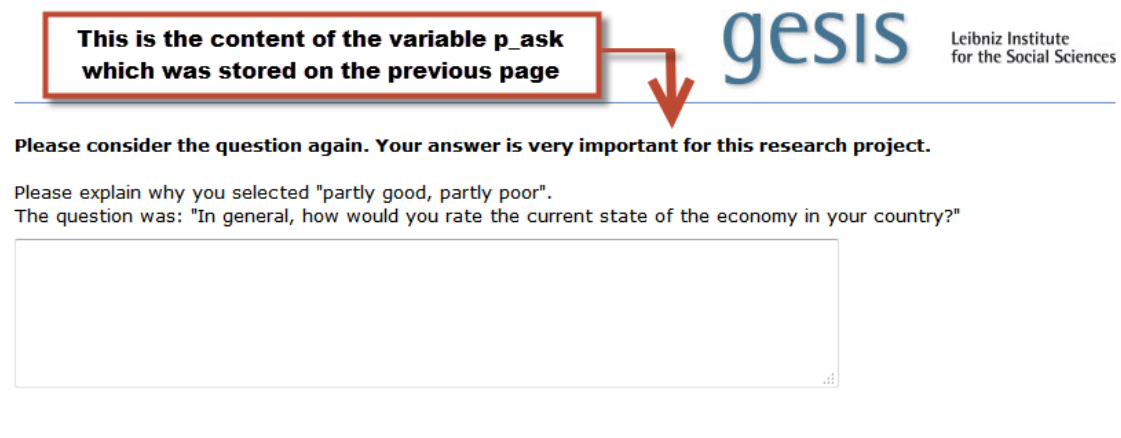 This is the content of the variable p_ask
which was stored on the previous page
gesis
Leibniz Institute
for the Social Sciences
Please consider the question again. Your answer is very important for this research project.
Please explain why you selected "partly good, partly poor".
The question was: "In general, how would you rate the current state of the economy in your country?"